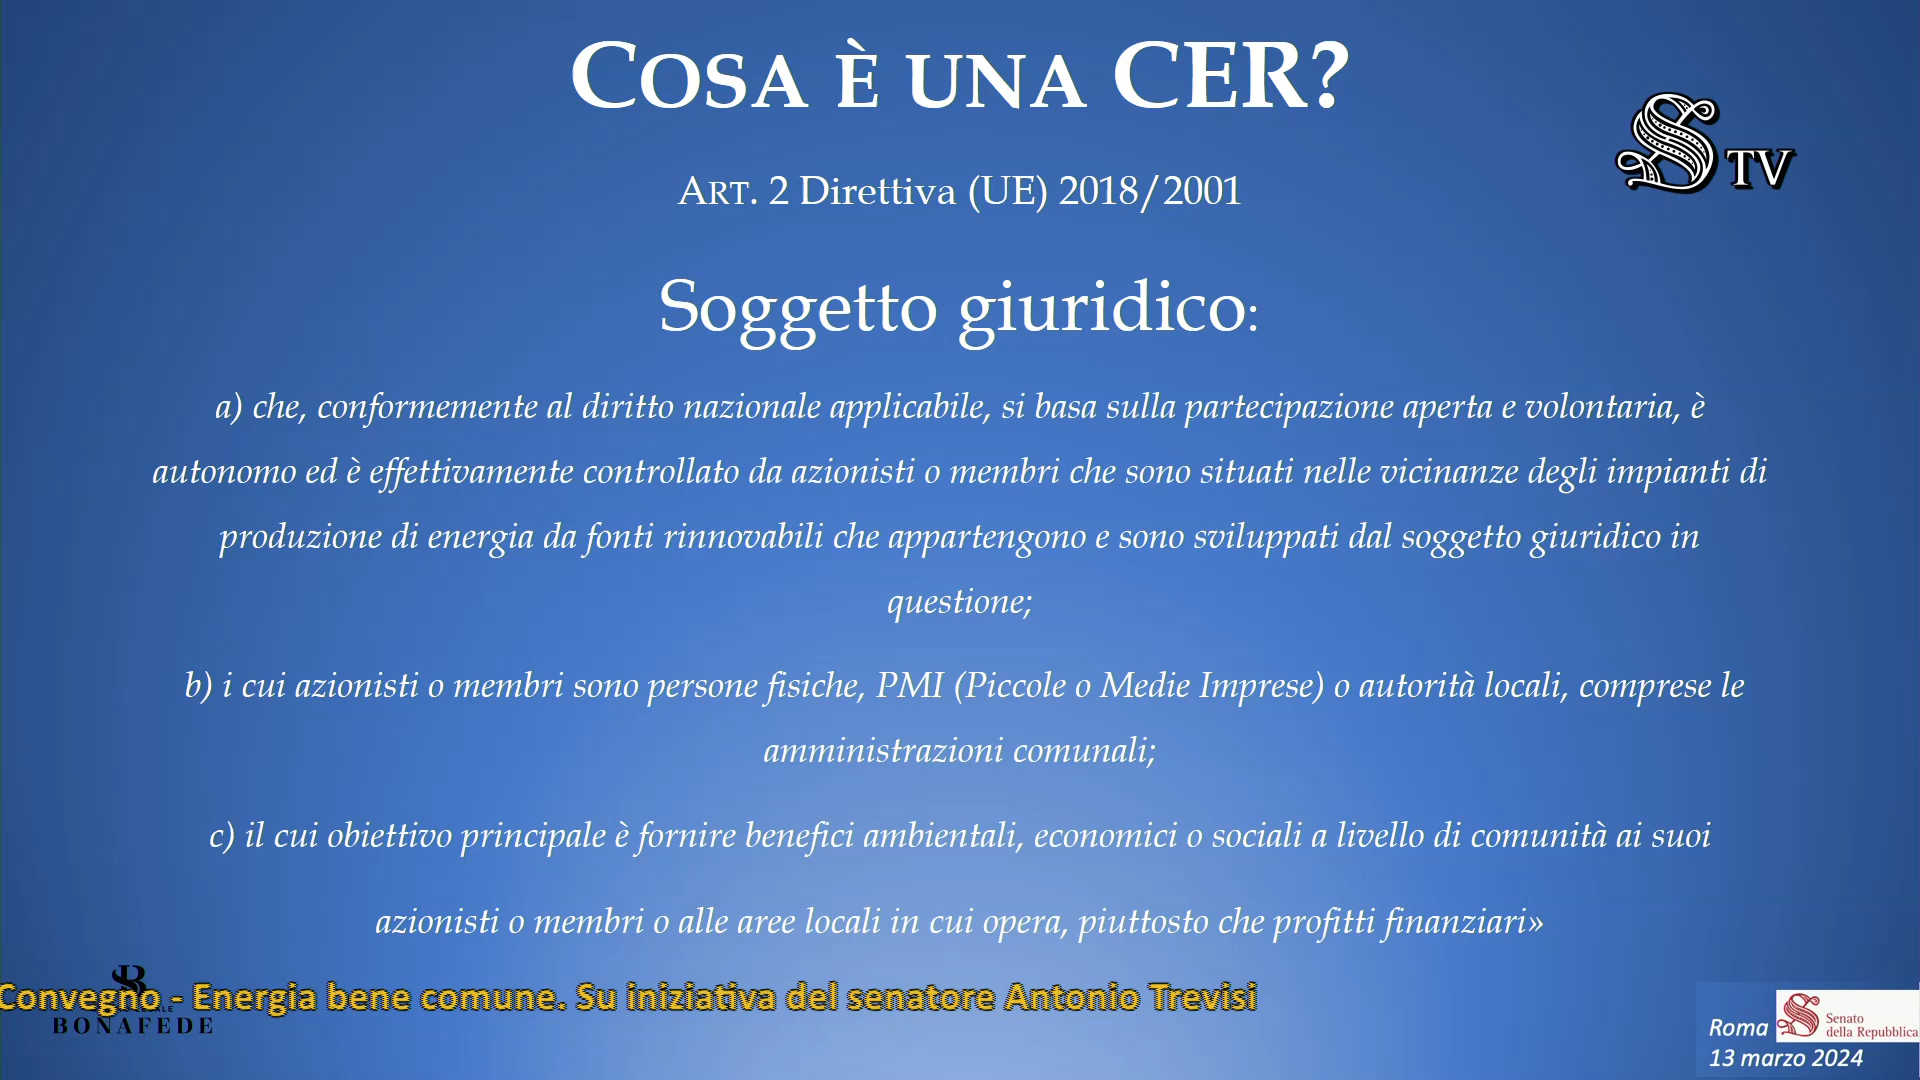 COSA È UNA CER?
TV
ART. 2 Direttiva (UE) 2018/2001
Soggetto giuridico:
a) che, conformemente al diritto nazionale applicabile, si basa sulla partecipazione aperta e volontaria, è
autonomo ed è effettivamente controllato da azionisti o membri che sono situati nelle vicinanze degli impianti di
produzione di energia da fonti rinnovabili che appartengono e sono sviluppati dal soggetto giuridico in
questione;
b) i cui azionisti o membri sono persone fisiche, PMI (Piccole o Medie Imprese) o autorità locali, comprese le
amministrazioni comunali;
c) il cui obiettivo principale è fornire benefici ambientali, economici o sociali a livello di comunità ai suoi
azionisti o membri o alle aree locali in cui opera, piuttosto che profitti finanziari»
Convegno - Energia bene comune. Su iniziativa del senatore Antonio Trevisi
BONAFEDE
Roma
13 marzo 2024
Senato
della Repubblica